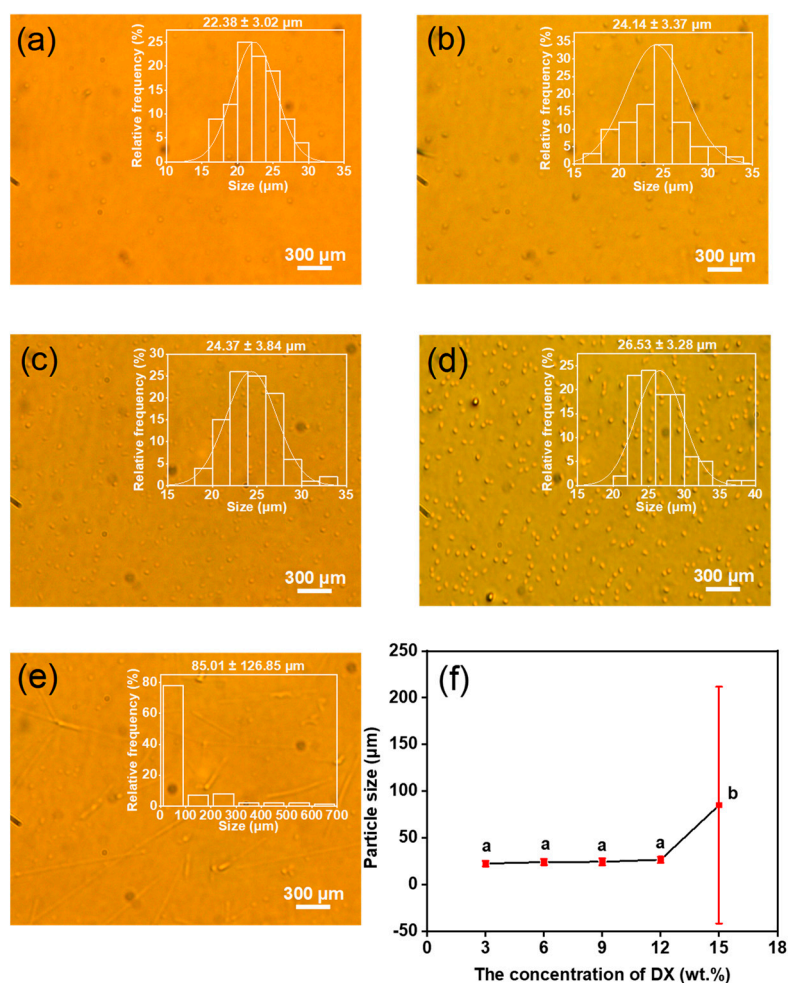 (a)
22.38 ± 3.02 µm
Relative frequency (%)
25
20
15
10
5
0
10 15 20 25 30 35
Size (µm)
300 µm
(b)
24.14 ± 3.37 µm
Relative frequency (%)
35
30
25
20
15
10
5
0
15 20 25 30 35
Size (µm)
300 µm
(c)
24.37 ± 3.84 µm
Relative frequency (%)
30
25
20
15
10
5
0
15 20 25 30 35
Size (µm)
300 µm
(d)
26.53 ± 3.28 µm
Relative frequency (%)
25
20
15
10
5
0
15 20 25 30 35 40
Size (µm)
300 µm
(e)
85.01 ± 126.85 µm
Relative frequency (%)
80
60
40
20
0
0 100 200 300 400 500 600 700
Size (µm)
300 µm
(f)
Particle size (µm)
250
200
150
100
50
0
-50
a a a a b
0 3 6 9 12 15 18
The concentration of DX (wt.%)